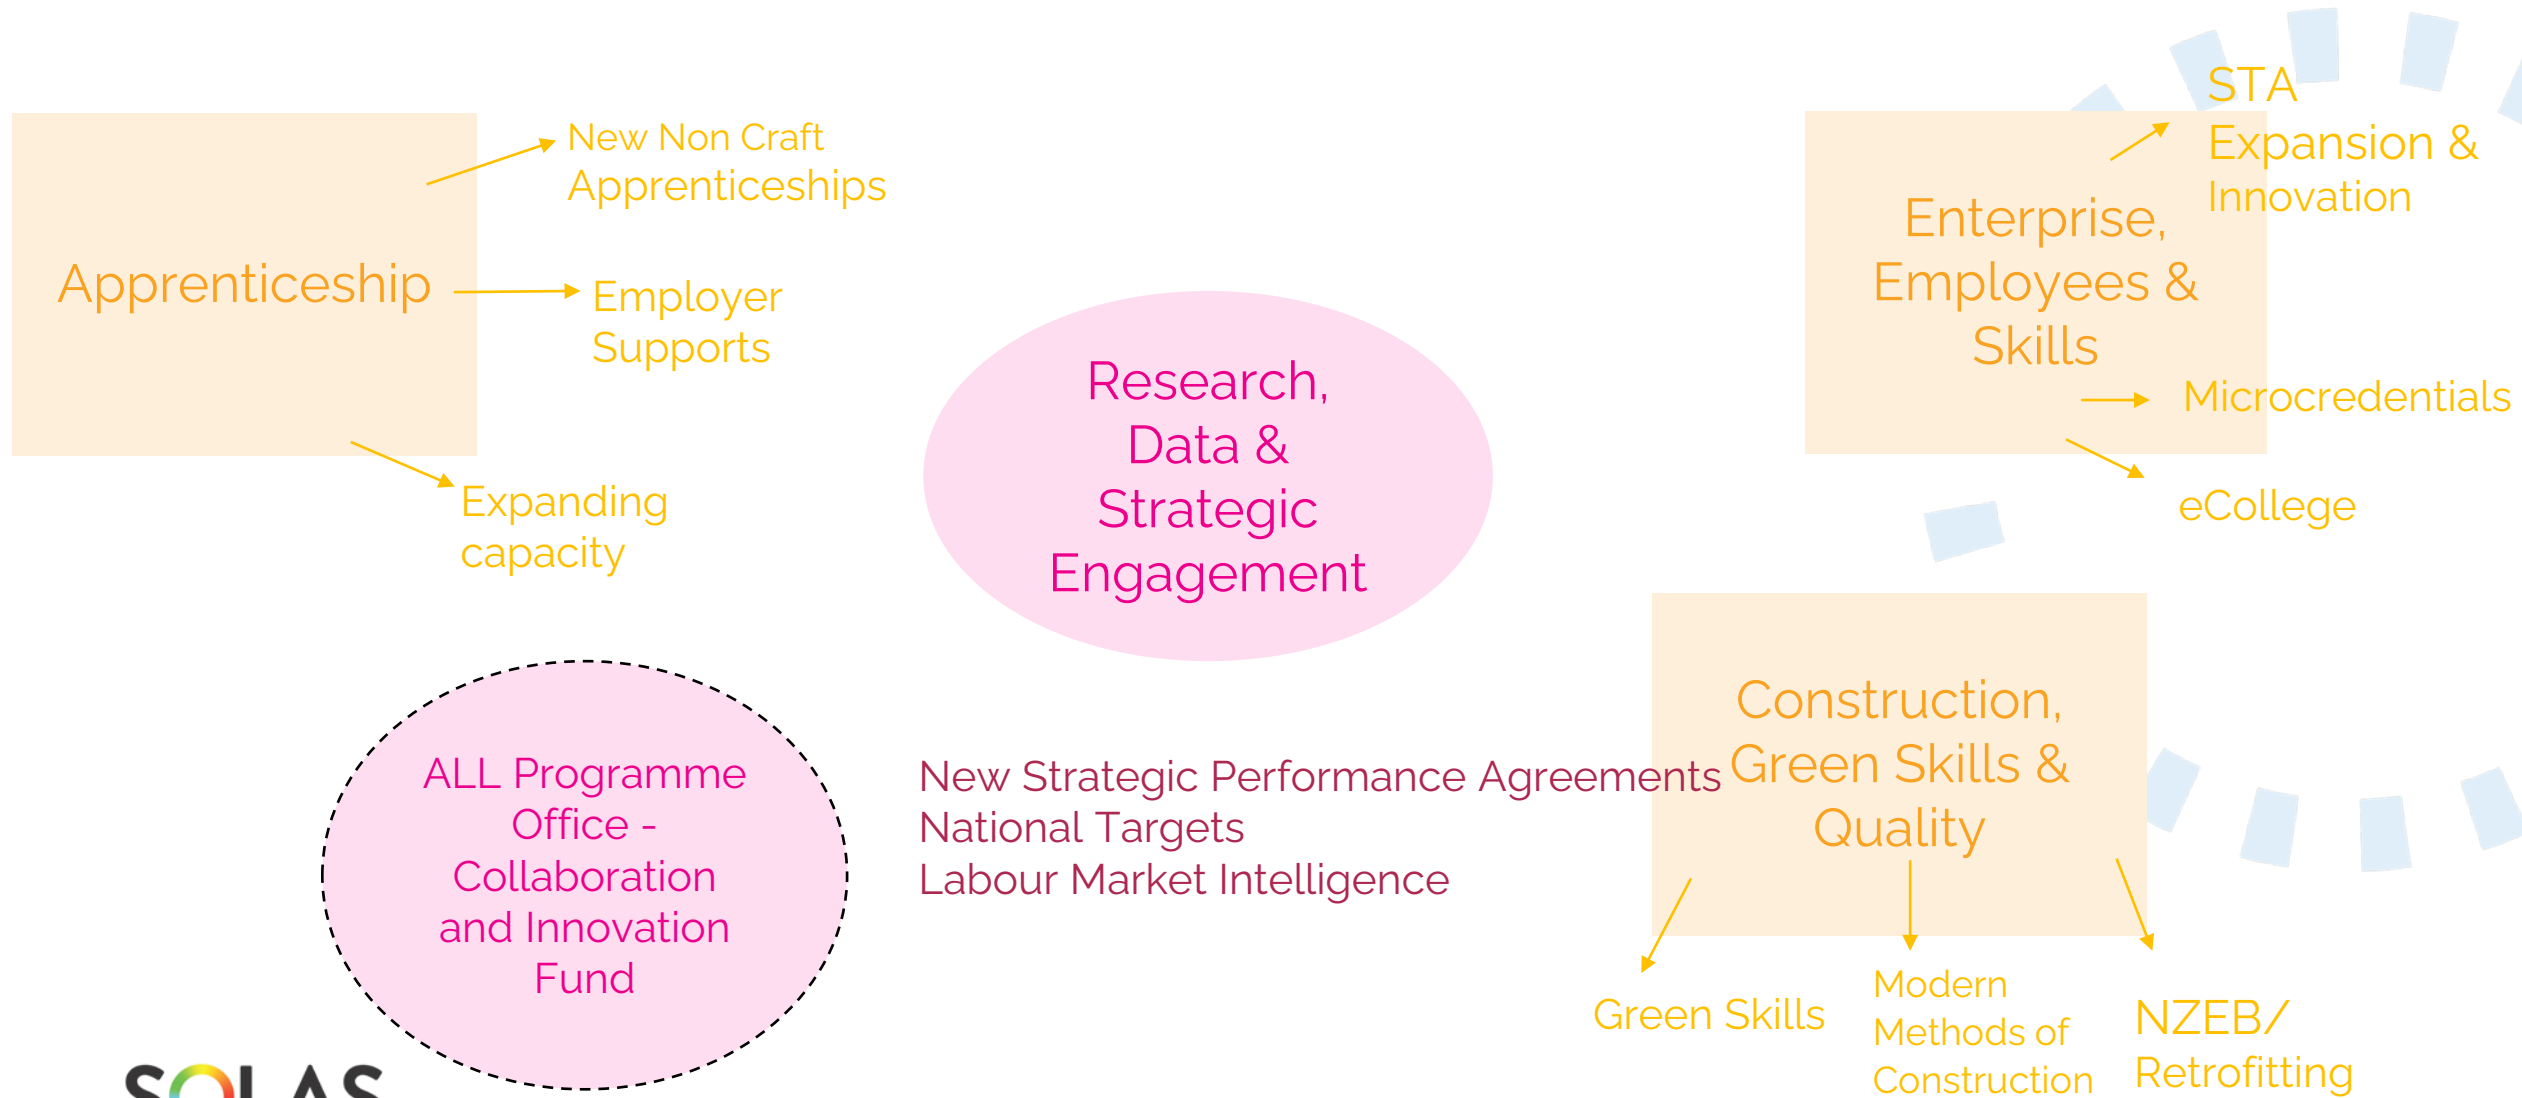 Apprenticeship
New Non Craft
Apprenticeships
Employer
Supports
Expanding
capacity
Research,
Data &
Strategic
Engagement
Enterprise,
Employees &
Skills
STA
Expansion &
Innovation
Microcredentials
eCollege
ALL Programme
Office -
Collaboration
and Innovation
Fund
New Strategic Performance Agreements
National Targets
Labour Market Intelligence
Construction,
Green Skills &
Quality
Green Skills
Modern
Methods of
Construction
NZEB/
Retrofitting
SOLAS